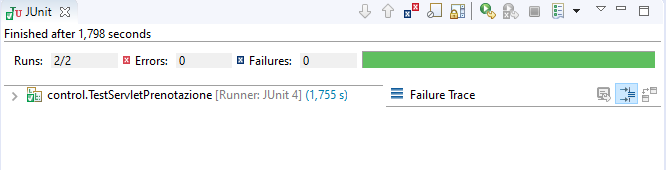 JUnit
Finished after 1,798 seconds
Runs: 2/2 Errors: 0 Failures: 0
control.TestServletPrenotazione [Runner: JUnit 4] (1,755 s)
Failure Trace